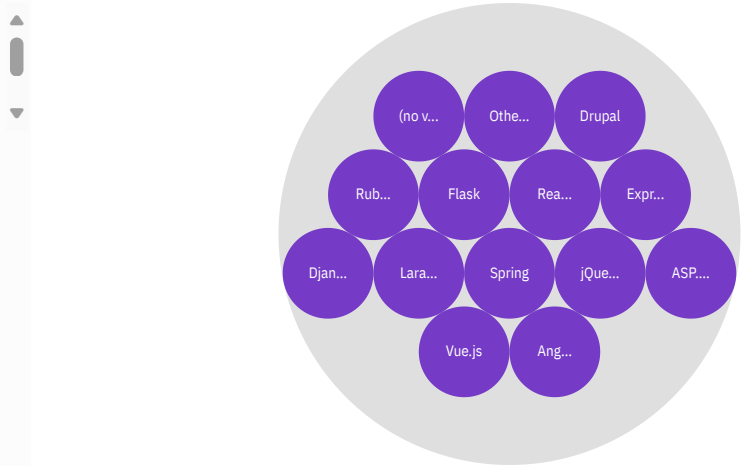 (no v...
Othe...
Drupal
Rub...
Flask
Rea...
Expr...
Djan...
Lara...
Spring
jQue...
ASP....
Vue.js
Ang...